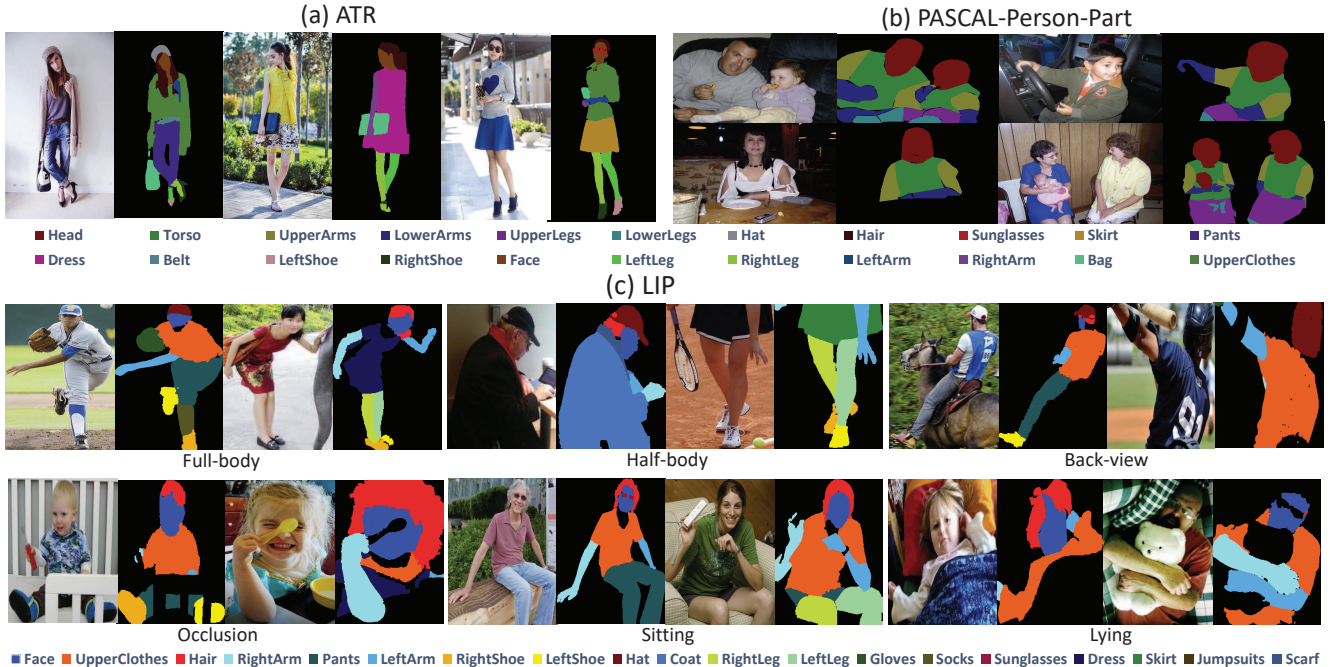 (a) ATR
(b) PASCAL-Person-Part
Head Torso UpperArms LowerArms UpperLegs LowerLegs Hat Hair Sunglasses Skirt Pants
Dress Belt LeftShoe RightShoe Face LeftLeg RightLeg LeftArm RightArm Bag UpperClothes
(c) LIP
91
Full-body Half-body Back-view
Occlusion Sitting Lying
Face UpperClothes Hair RightArm Pants LeftArm RightShoe LeftShoe Hat Coat RightLeg LeftLeg Gloves Socks Sunglasses Dress Skirt Jumpsuits Scarf